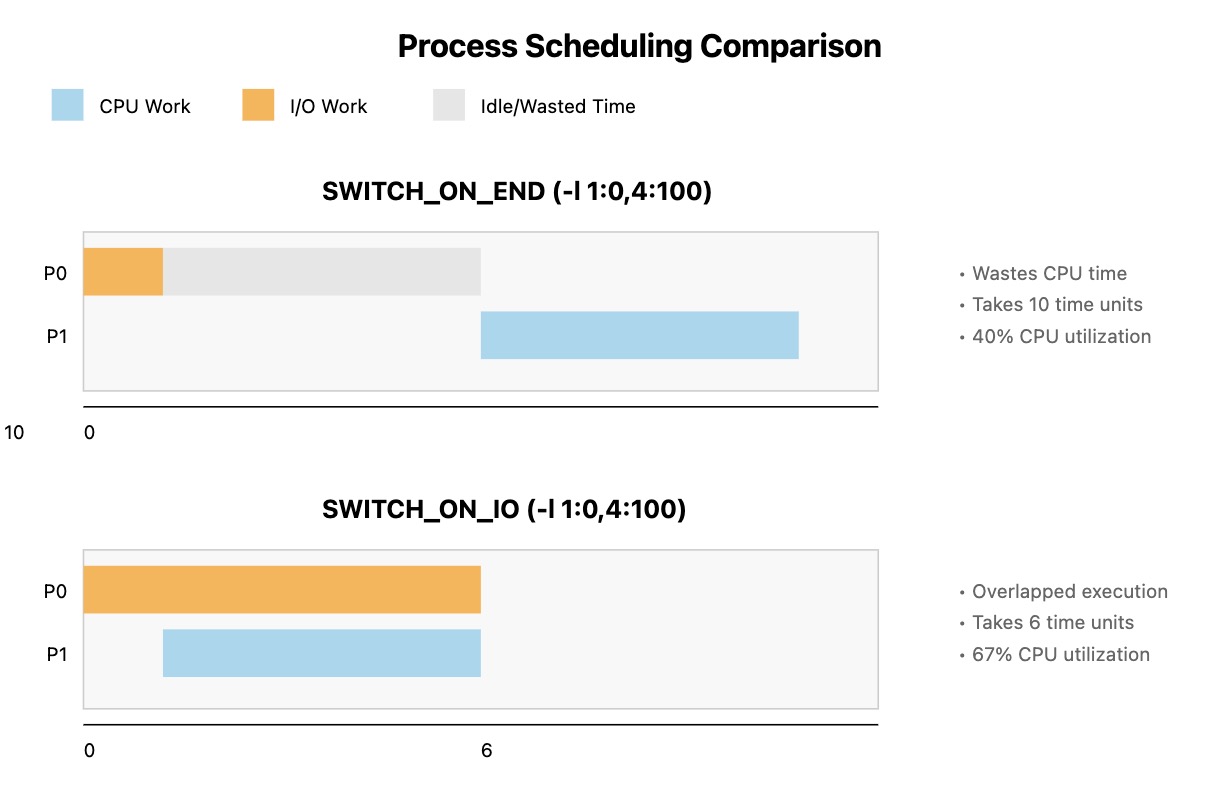 Process Scheduling Comparison
CPU Work
I/O Work
Idle/Wasted Time
SWITCH_ON_END (-l 1:0,4:100)
P0
P1
• Wastes CPU time
• Takes 10 time units
• 40% CPU utilization
10
0
SWITCH_ON_IO (-l 1:0,4:100)
P0
P1
• Overlapped execution
• Takes 6 time units
• 67% CPU utilization
0
6